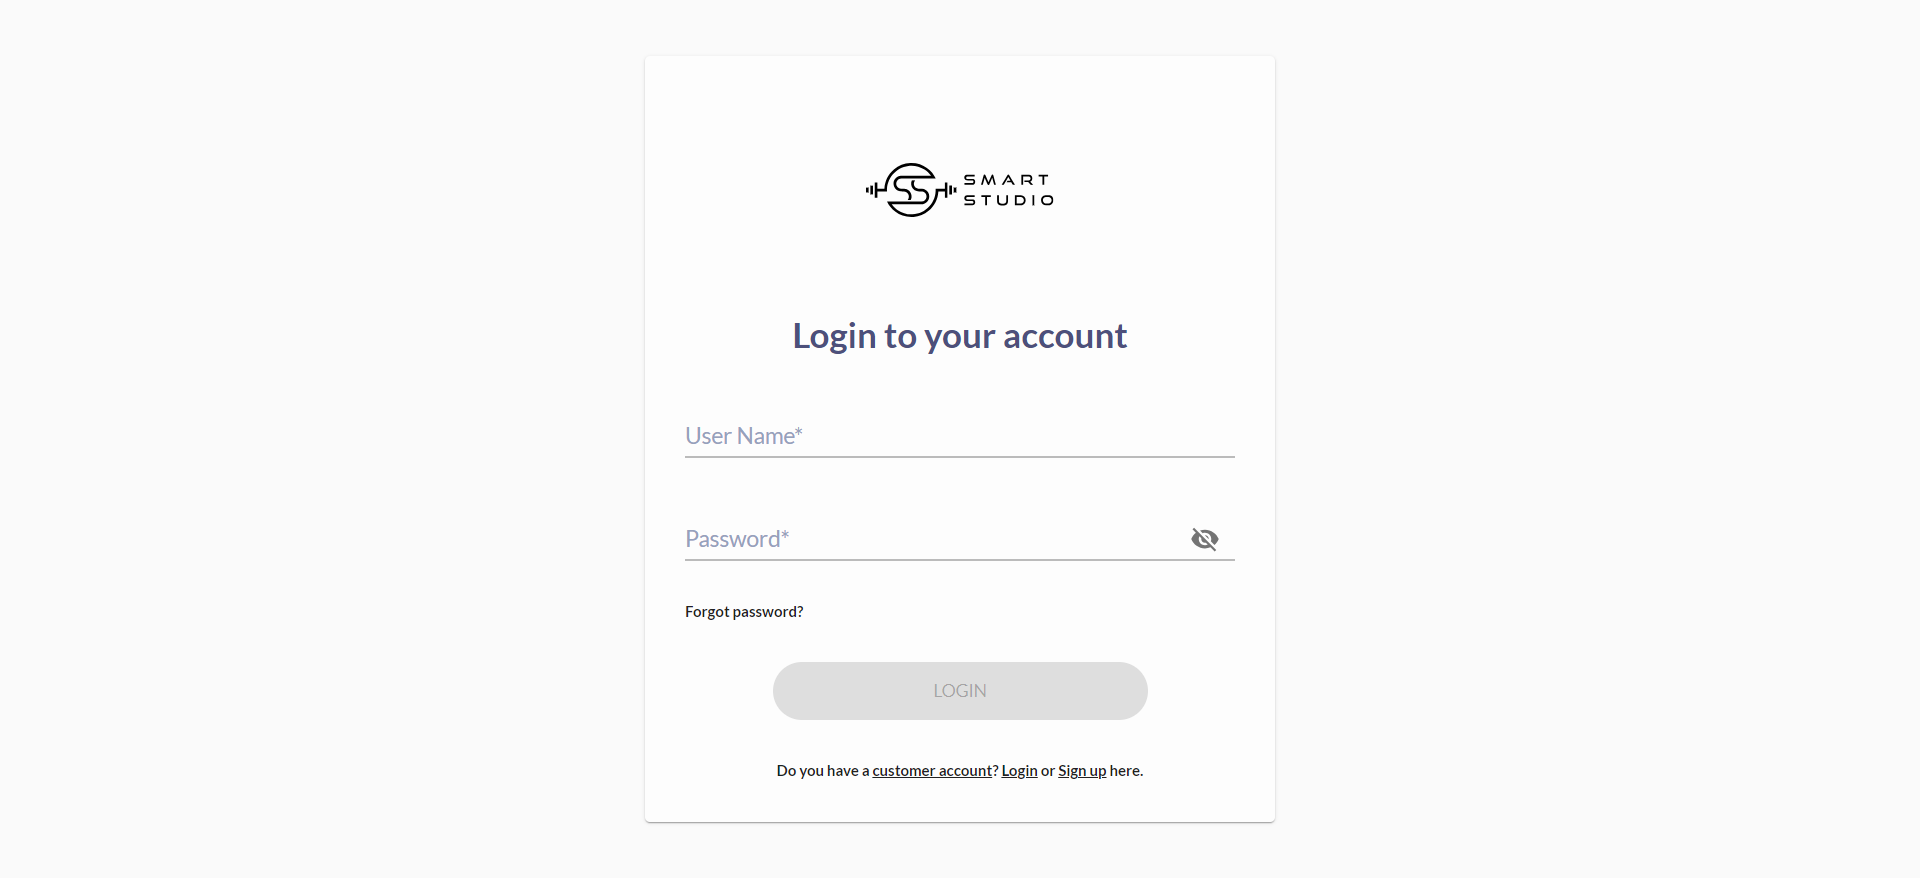 SMART
STUDIO
Login to your account
User Name*
Password*
Forgot password?
LOGIN
Do you have a customer account? Login or Sign up here.